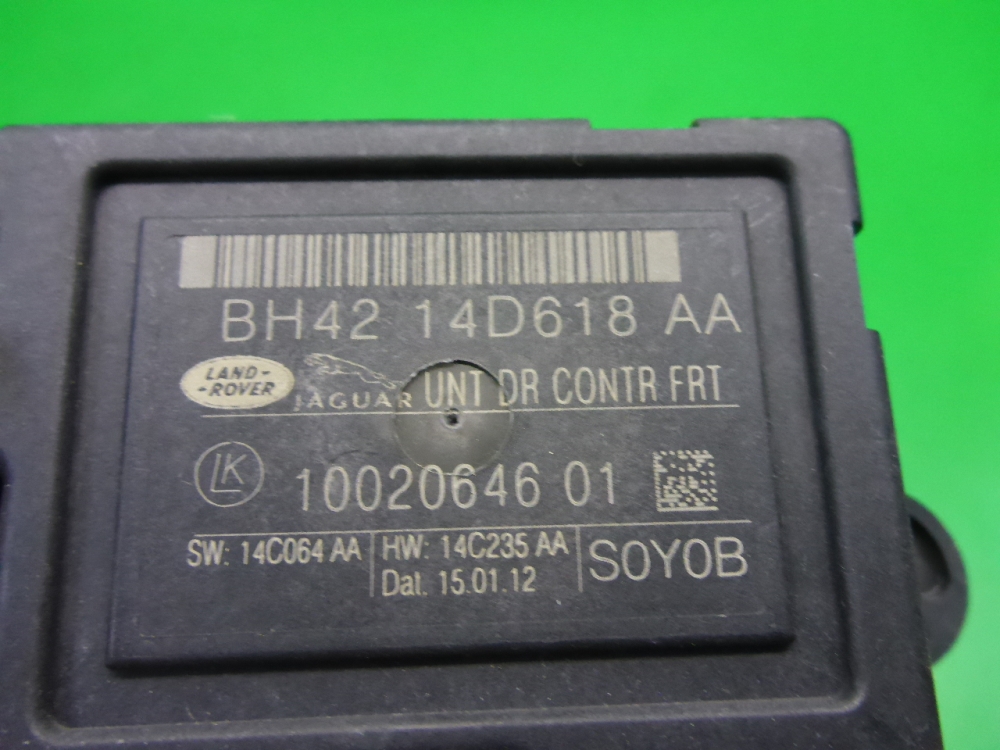 BH42 14D618 AA
LAND-
-ROVER
JAGUAR UNT DR CONTR FRT
LK 10020646 01
SW: 14C064 AA HW: 14C235 AA S0Y0B
Dat. 15.01.12